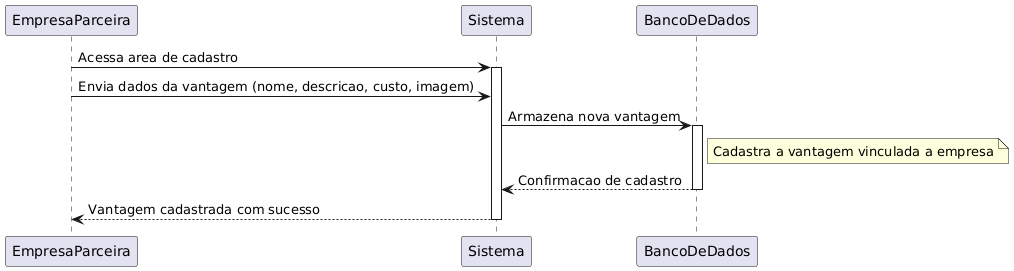 EmpresaParceira
Sistema
BancoDeDados
Acessa area de cadastro
Envia dados da vantagem (nome, descricao, custo, imagem)
Armazena nova vantagem
Cadastra a vantagem vinculada a empresa
Confirmacao de cadastro
Vantagem cadastrada com sucesso
EmpresaParceira
Sistema
BancoDeDados